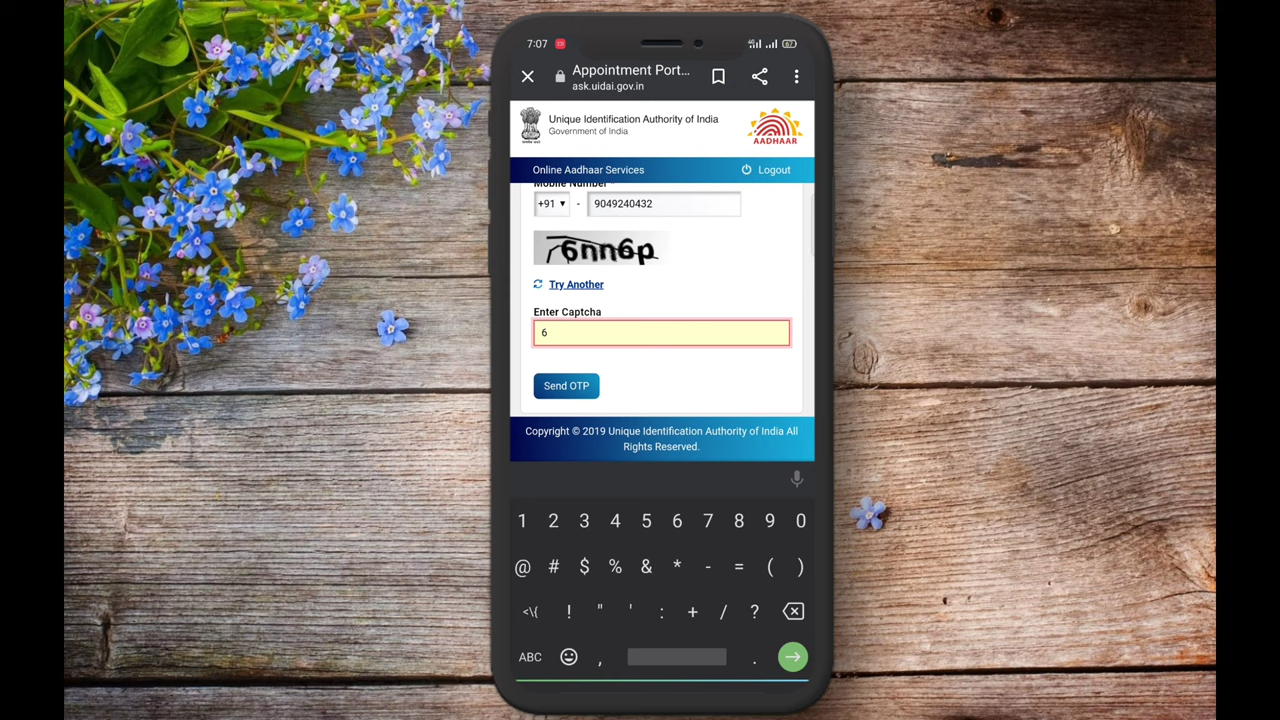 7:07
4G
67
Appointment Port...
ask.uidai.gov.in
Unique Identification Authority of India
Government of India
AADHAAR
Online Aadhaar Services
Logout
Mobile Number *
+91 - 9049240432
6nn6p
Try Another
Enter Captcha
6
Send OTP
Copyright © 2019 Unique Identification Authority of India All
Rights Reserved.
1 2 3 4 5 6 7 8 9 0
@ # $ % & * - = ( )
<\{ ! " ' : + / ?
ABC , .